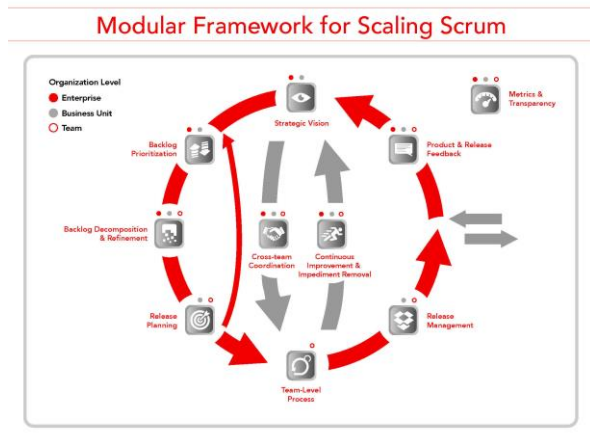 Modular Framework for Scaling Scrum
Organization Level
Enterprise
Business Unit
Team
Strategic Vision
Metrics &
Transparency
Backlog
Prioritization
Product & Release
Feedback
Backlog Decomposition
& Refinement
Cross-team
Coordination
Continuous
Improvement &
Impediment Removal
Release
Planning
Release
Management
Team-Level
Process